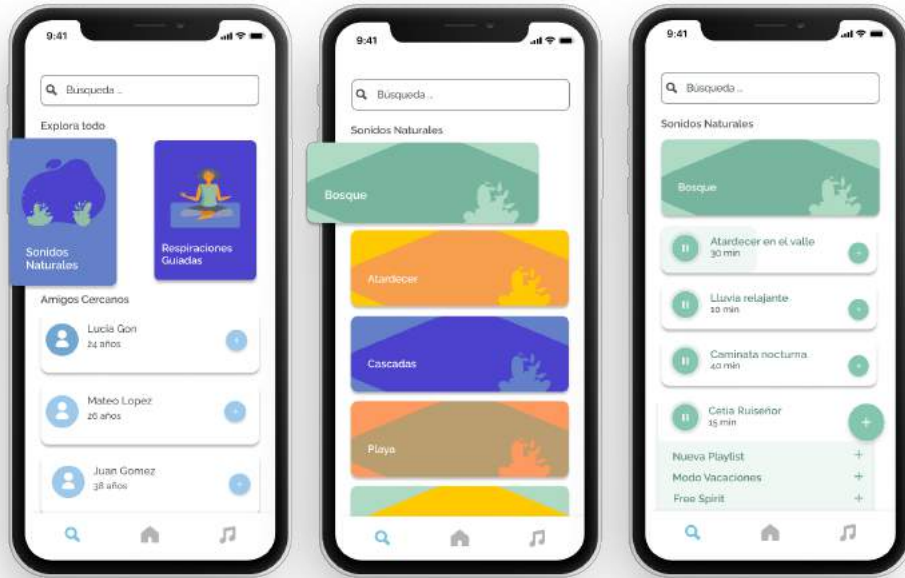 9:41
Búsqueda ..
Explora todo
Sonidos
Naturales
Respiraciones
Guiadas
Amigos Cercanos
Lucía Gon
24 años
+
Mateo Lopez
26 años
+
Juan Gomez
38 años
+
9:41
Búsqueda ..
Sonidos Naturales
Bosque
Atardecer
Cascadas
Playa
9:41
Búsqueda ..
Sonidos Naturales
Bosque
Atardecer en el valle
30 min
+
Lluvia relajante
10 min
+
Caminata nocturna
40 min
+
Cetia Ruiseñor
15 min
+
Nueva Playlist +
Modo Vacaciones +
Free Spirit +